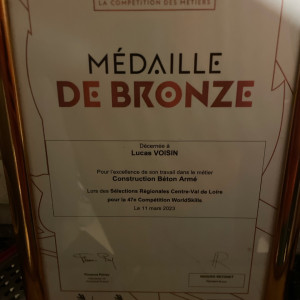 LA COMPÉTITION DES MÉTIERS
MÉDAILLE
DE BRONZE
Décernée à
Lucas VOISIN
Pour l'excellence de son travail dans le métier
Construction Béton Armé
Lors des Sélections Régionales Centre-Val de Loire
pour la 47e Compétition WorldSkills
Le 11 mars 2023